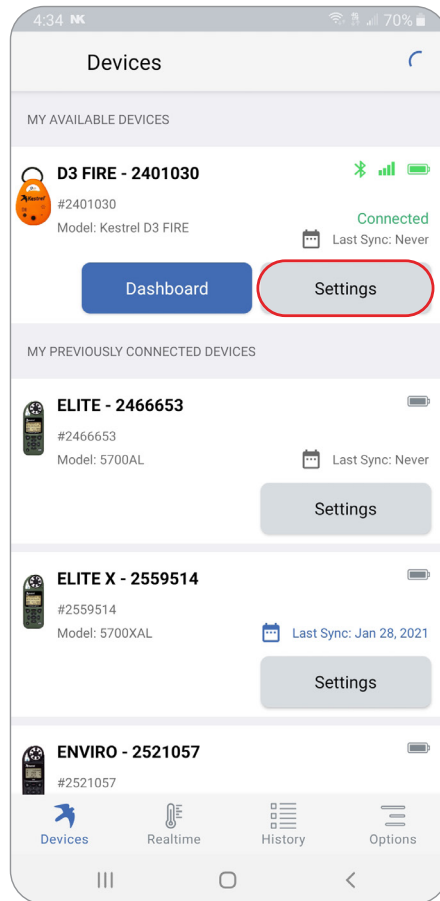 4:34 NK 70%
Devices
MY AVAILABLE DEVICES
D3 FIRE - 2401030
#2401030
Model: Kestrel D3 FIRE
Connected
Last Sync: Never
Dashboard
Settings
MY PREVIOUSLY CONNECTED DEVICES
ELITE - 2466653
#2466653
Model: 5700AL
Last Sync: Never
Settings
ELITE X - 2559514
#2559514
Model: 5700XAL
Last Sync: Jan 28, 2021
Settings
ENVIRO - 2521057
#2521057
Devices
Realtime
History
Options